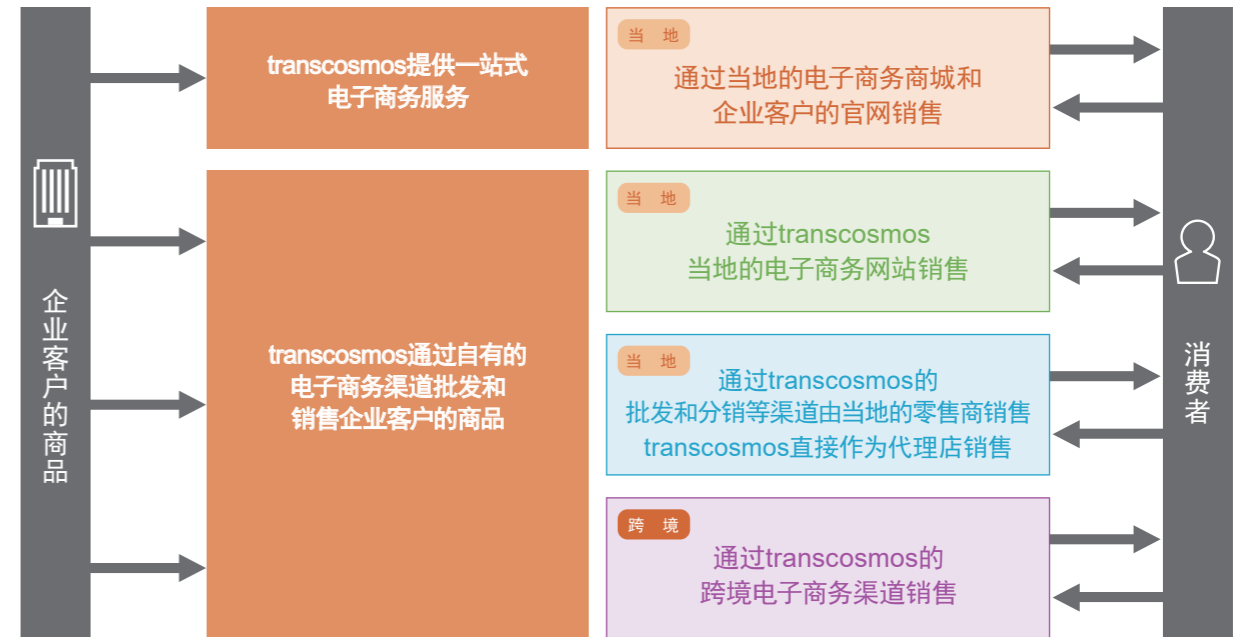 企业客户的商品
transcosmos提供一站式
电子商务服务
transcosmos通过自有的
电子商务渠道批发和
销售企业客户的商品
当 地
通过当地的电子商务商城和
企业客户的官网销售
当 地
通过transcosmos
当地的电子商务网站销售
当 地
通过transcosmos的
批发和分销等渠道由当地的零售商销售
transcosmos直接作为代理店销售
跨 境
通过transcosmos的
跨境电子商务渠道销售
消费者